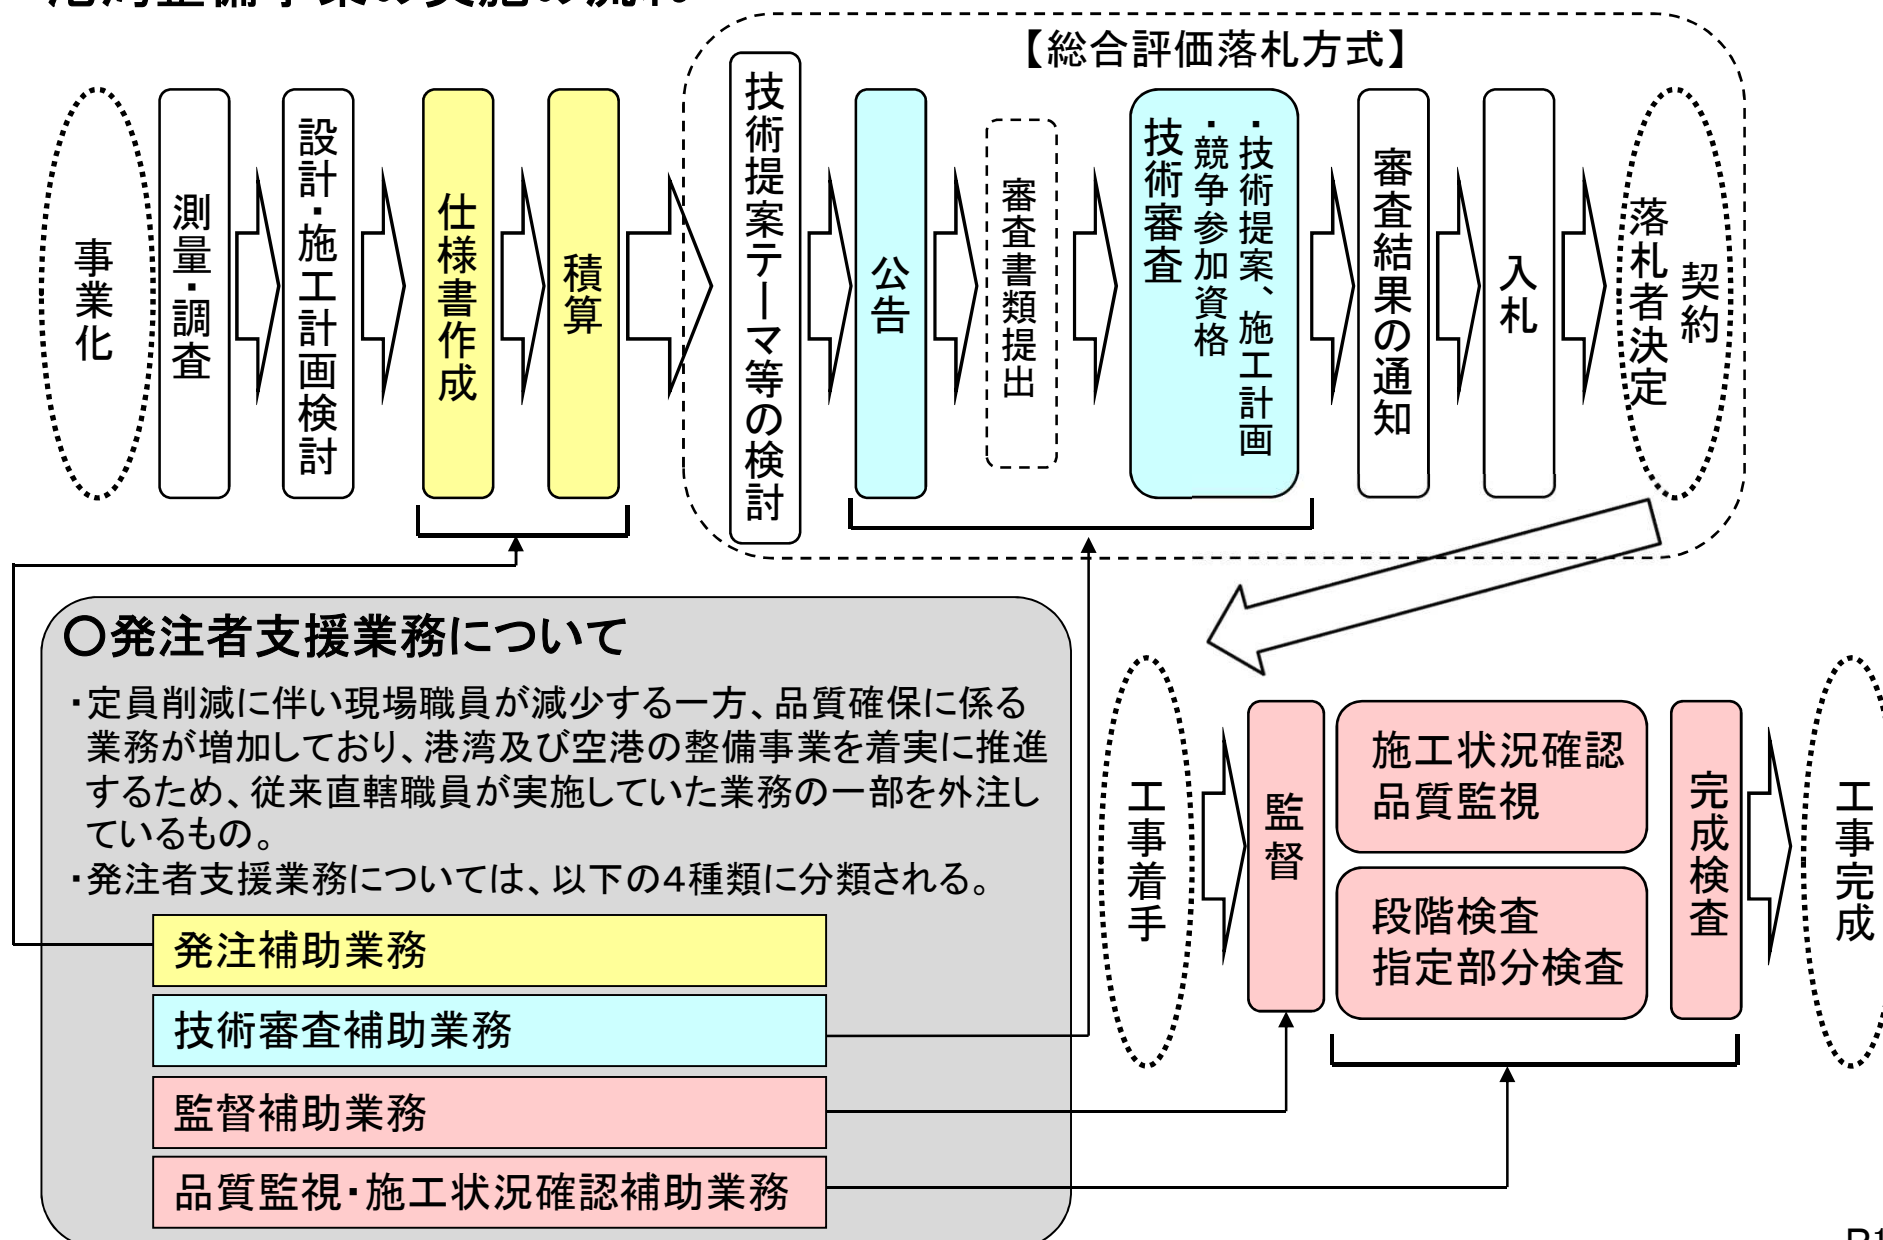 港湾整備事業の実施の流れ
【総合評価落札方式】
事業化
測量・調査
設計・施工計画検討
仕様書作成
積算
技術提案テーマ等の検討
公告
審査書類提出
技術審査
・競争参加資格
・技術提案、施工計画
審査結果の通知
入札
落札者決定
契約
〇発注者支援業務について
・定員削減に伴い現場職員が減少する一方、品質確保に係る
業務が増加しており、港湾及び空港の整備事業を着実に推進
するため、従来直轄職員が実施していた業務の一部を外注し
ているもの。
・発注者支援業務については、以下の4種類に分類される。
発注補助業務
技術審査補助業務
監督補助業務
品質監視・施工状況確認補助業務
工事着手
監督
施工状況確認
品質監視
段階検査
指定部分検査
完成検査
工事完成
P1